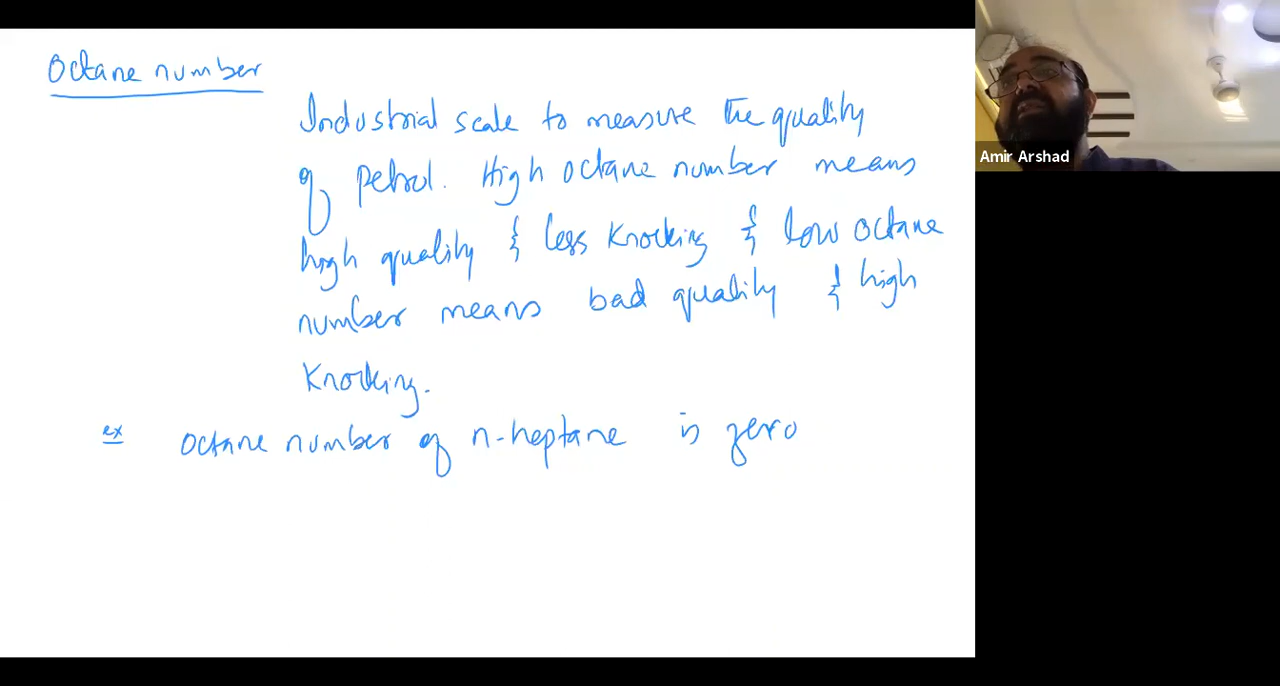 Octane number
Industrial scale to measure the quality
of petrol. High octane number means
high quality & less knocking & low octane
number means bad quality & high
knocking.
ex octane number of n-heptane is zero
Amir Arshad